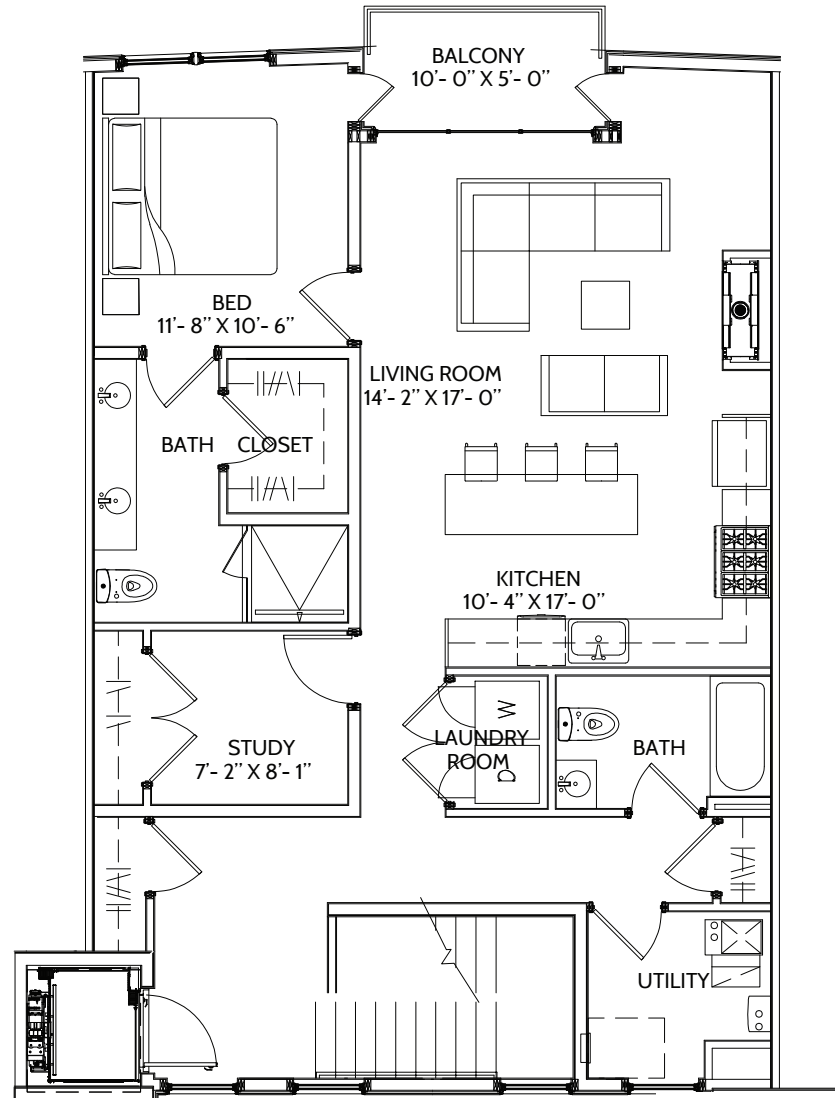 BALCONY
10'- 0" X 5'- 0"
BED
11'- 8" X 10'- 6"
LIVING ROOM
14'- 2" X 17'- 0"
BATH
CLOSET
KITCHEN
10'- 4" X 17'- 0"
W
LAUNDRY
ROOM
D
BATH
STUDY
7'- 2" X 8'- 1"
UTILITY